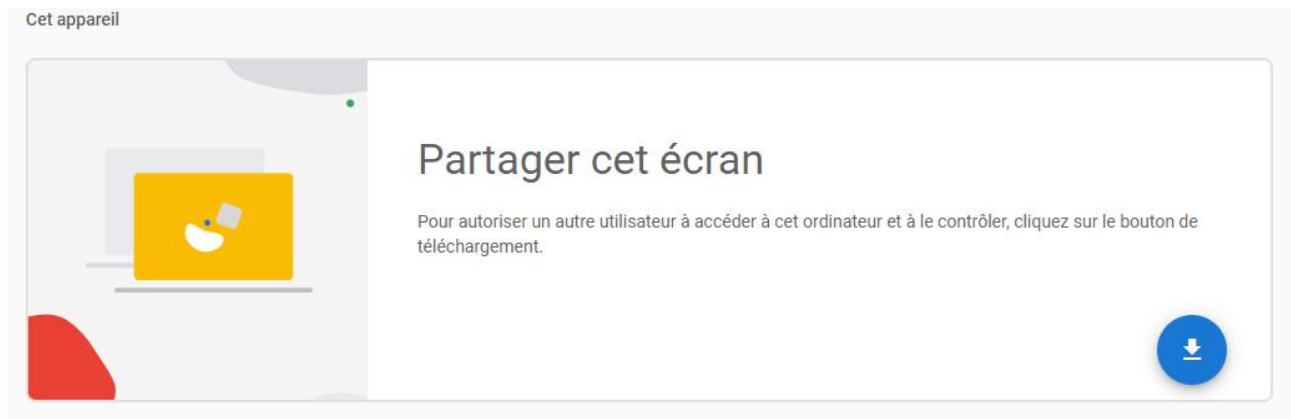 Cet appareil
Partager cet écran
Pour autoriser un autre utilisateur à accéder à cet ordinateur et à le contrôler, cliquez sur le bouton de
téléchargement.